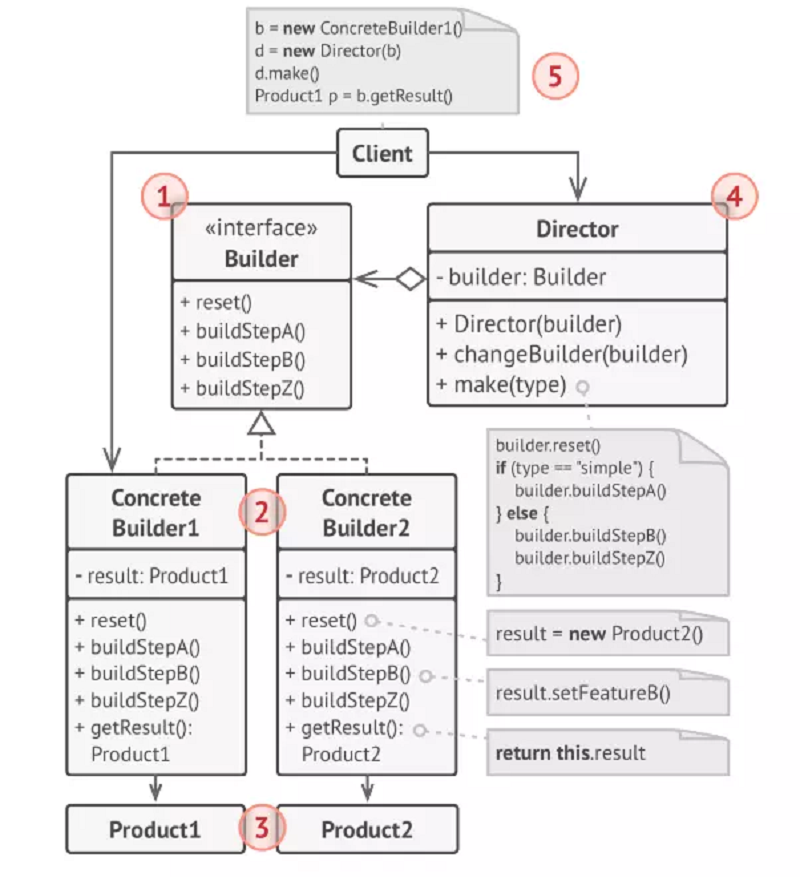 b = new ConcreteBuilder1()
d = new Director(b)
d.make()
Product1 p = b.getResult()
5
Client
1
«interface»
Builder
+ reset()
+ buildStepA()
+ buildStepB()
+ buildStepZ()
4
Director
- builder: Builder
+ Director(builder)
+ changeBuilder(builder)
+ make(type)
builder.reset()
if (type == "simple") {
builder.buildStepA()
} else {
builder.buildStepB()
builder.buildStepZ()
}
Concrete
Builder1
- result: Product1
+ reset()
+ buildStepA()
+ buildStepB()
+ buildStepZ()
+ getResult():
Product1
2
Concrete
Builder2
- result: Product2
+ reset()
+ buildStepA()
+ buildStepB()
+ buildStepZ()
+ getResult():
Product2
result = new Product2()
result.setFeatureB()
return this.result
Product1
3
Product2